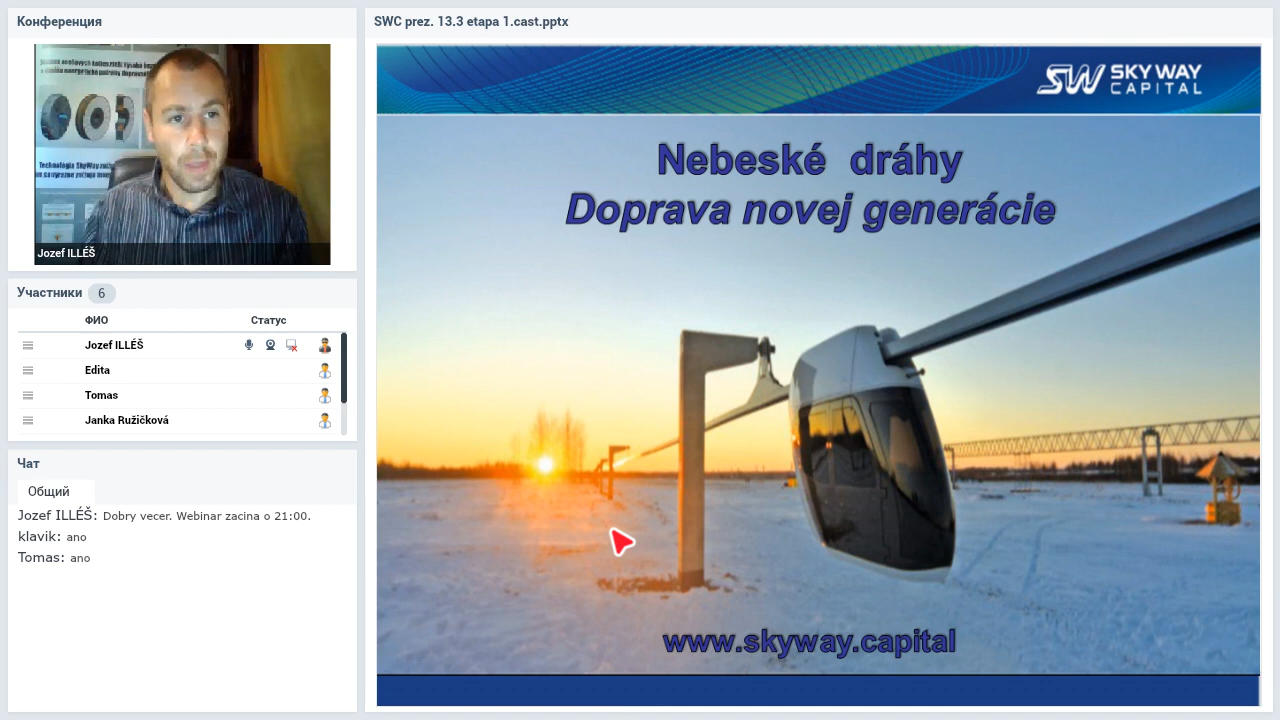 Конференция
Technológia SkyWay
Jozef ILLÉŠ
Участники 6
ФИО Статус
Jozef ILLÉŠ
Edita
Tomas
Janka Ružičková
Чат
Общий
Jozef ILLÉŠ: Dobry vecer. Webinar zacina o 21:00.
klavik: ano
Tomas: ano
SWC prez. 13.3 etapa 1.cast.pptx
SW SKY WAY
CAPITAL
Nebeské dráhy
Doprava novej generácie
www.skyway.capital